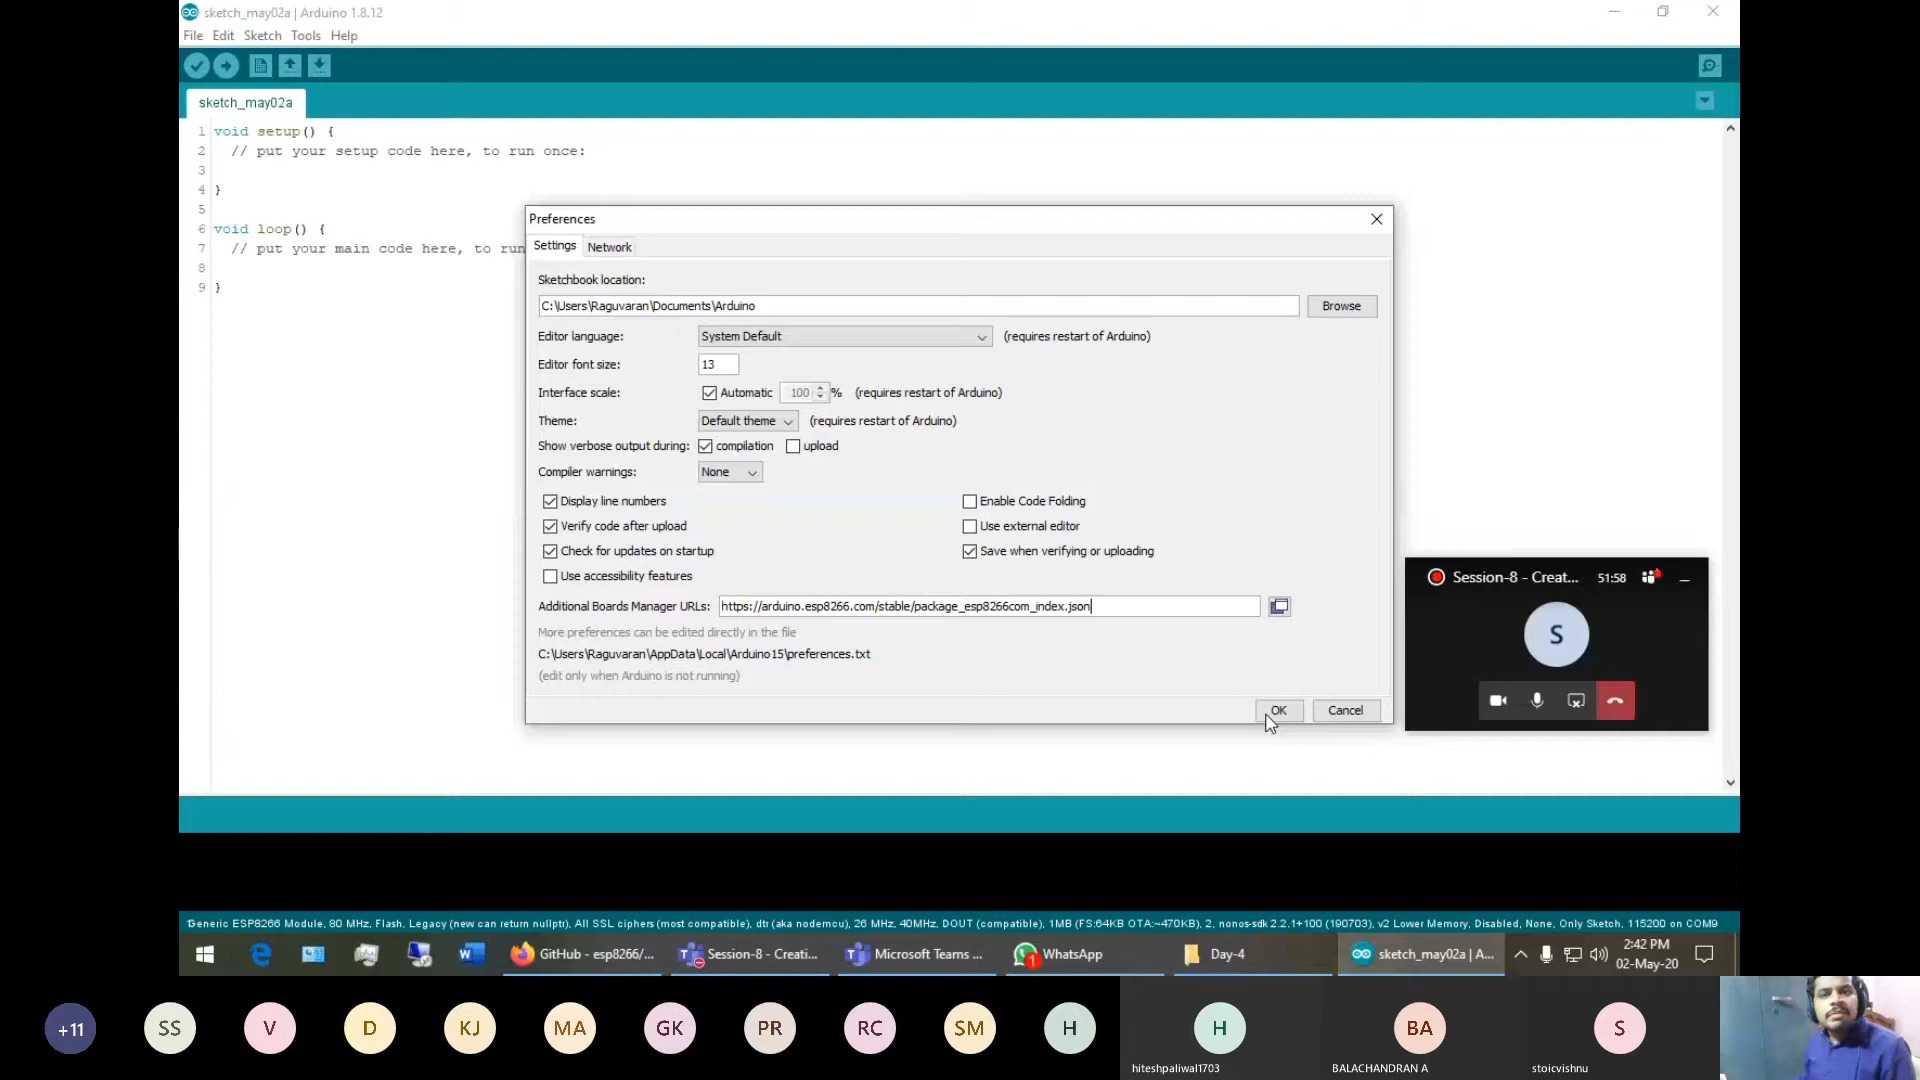 sketch_may02a | Arduino 1.8.12
File Edit Sketch Tools Help
sketch_may02a
1 void setup() {
2 // put your setup code here, to run once:
3
4 }
5
6 void loop() {
7 // put your main code here, to run
8
9 }
Preferences
Settings Network
Sketchbook location:
C:\Users\Raguvaran\Documents\Arduino Browse
Editor language: System Default (requires restart of Arduino)
Editor font size: 13
Interface scale: Automatic 100 % (requires restart of Arduino)
Theme: Default theme (requires restart of Arduino)
Show verbose output during: compilation upload
Compiler warnings: None
Display line numbers Enable Code Folding
Verify code after upload Use external editor
Check for updates on startup Save when verifying or uploading
Use accessibility features
Additional Boards Manager URLs: https://arduino.esp8266.com/stable/package_esp8266com_index.json
More preferences can be edited directly in the file
C:\Users\Raguvaran\AppData\Local\Arduino15\preferences.txt
(edit only when Arduino is not running)
OK Cancel
Session-8 - Creat... 51:58
S
Generic ESP8266 Module, 80 MHz, Flash, Legacy (new can return nullptr), All SSL ciphers (most compatible), dtr (aka nodemcu), 26 MHz, 40MHz, DOUT (compatible), 1MB (FS:64KB OTA:~470KB), 2, nonos-sdk 2.2.1+100 (190703), v2 Lower Memory, Disabled, None, Only Sketch, 115200 on COM9
GitHub - esp8266/... Session-8 - Creati... Microsoft Teams ... 1 WhatsApp Day-4 sketch_may02a | A... 2:42 PM
02-May-20
+11 SS V D KJ MA GK PR RC SM H H BA S
hiteshpaliwal1703 BALACHANDRAN A stoicvishnu